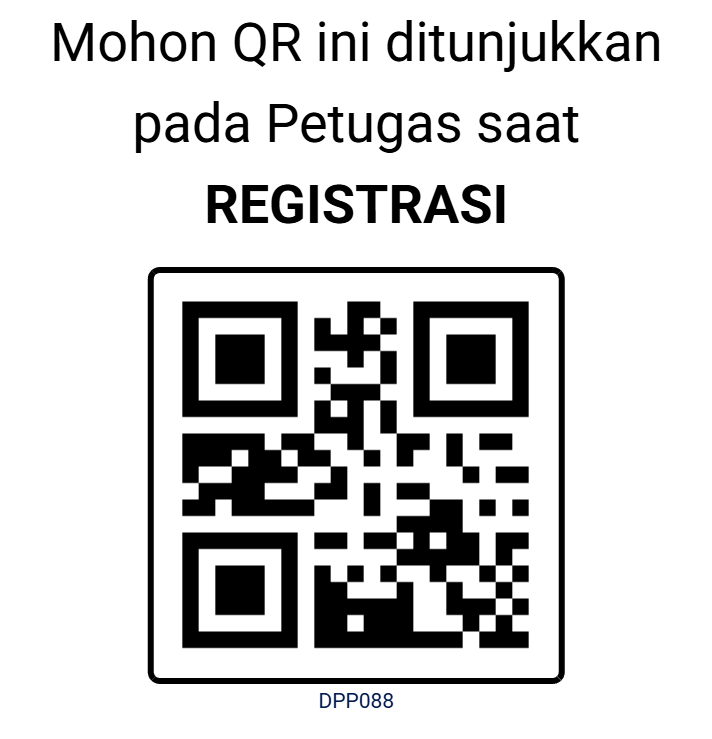 Mohon QR ini ditunjukkan
pada Petugas saat
REGISTRASI
DPP088